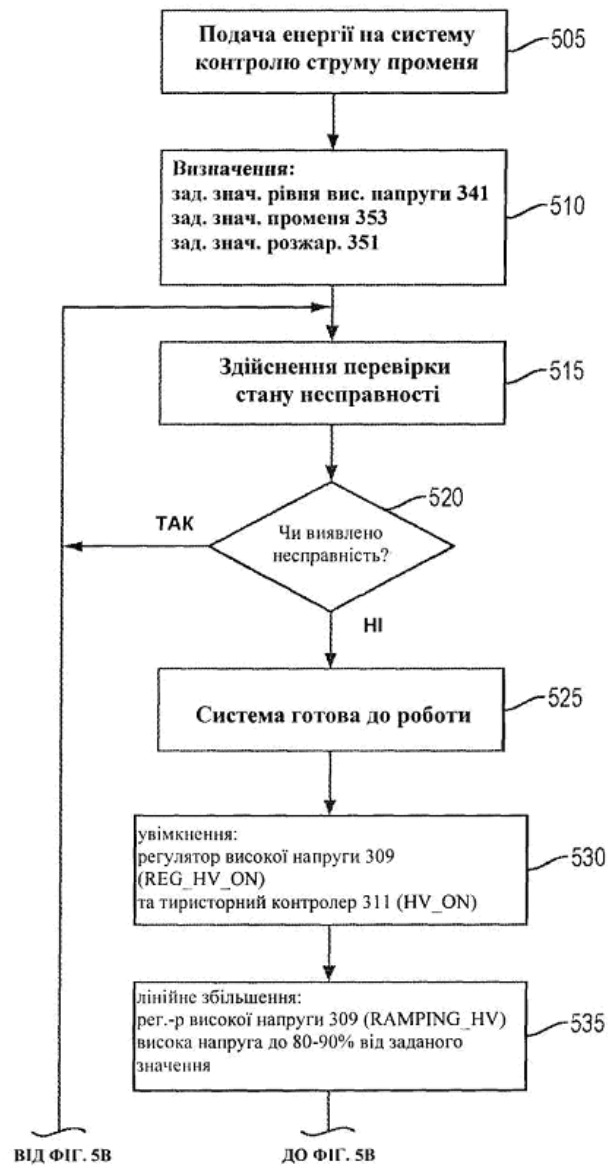 Подача енергії на систему
контролю струму променя
505
Визначення:
зад. знач. рівня вис. напруги 341
зад. знач. променя 353
зад. знач. розжар. 351
510
Здійснення перевірки
стану несправності
515
520
ТАК
Чи виявлено
несправність?
НІ
Система готова до роботи
525
увімкнення:
регулятор високої напруги 309
(REG_HV_ON)
та тиристорний контролер 311 (HV_ON)
530
лінійне збільшення:
рег.-р високої напруги 309 (RAMPING_HV)
висока напруга до 80-90% від заданого
значення
535
ВІД ФІГ. 5В
ДО ФІГ. 5В